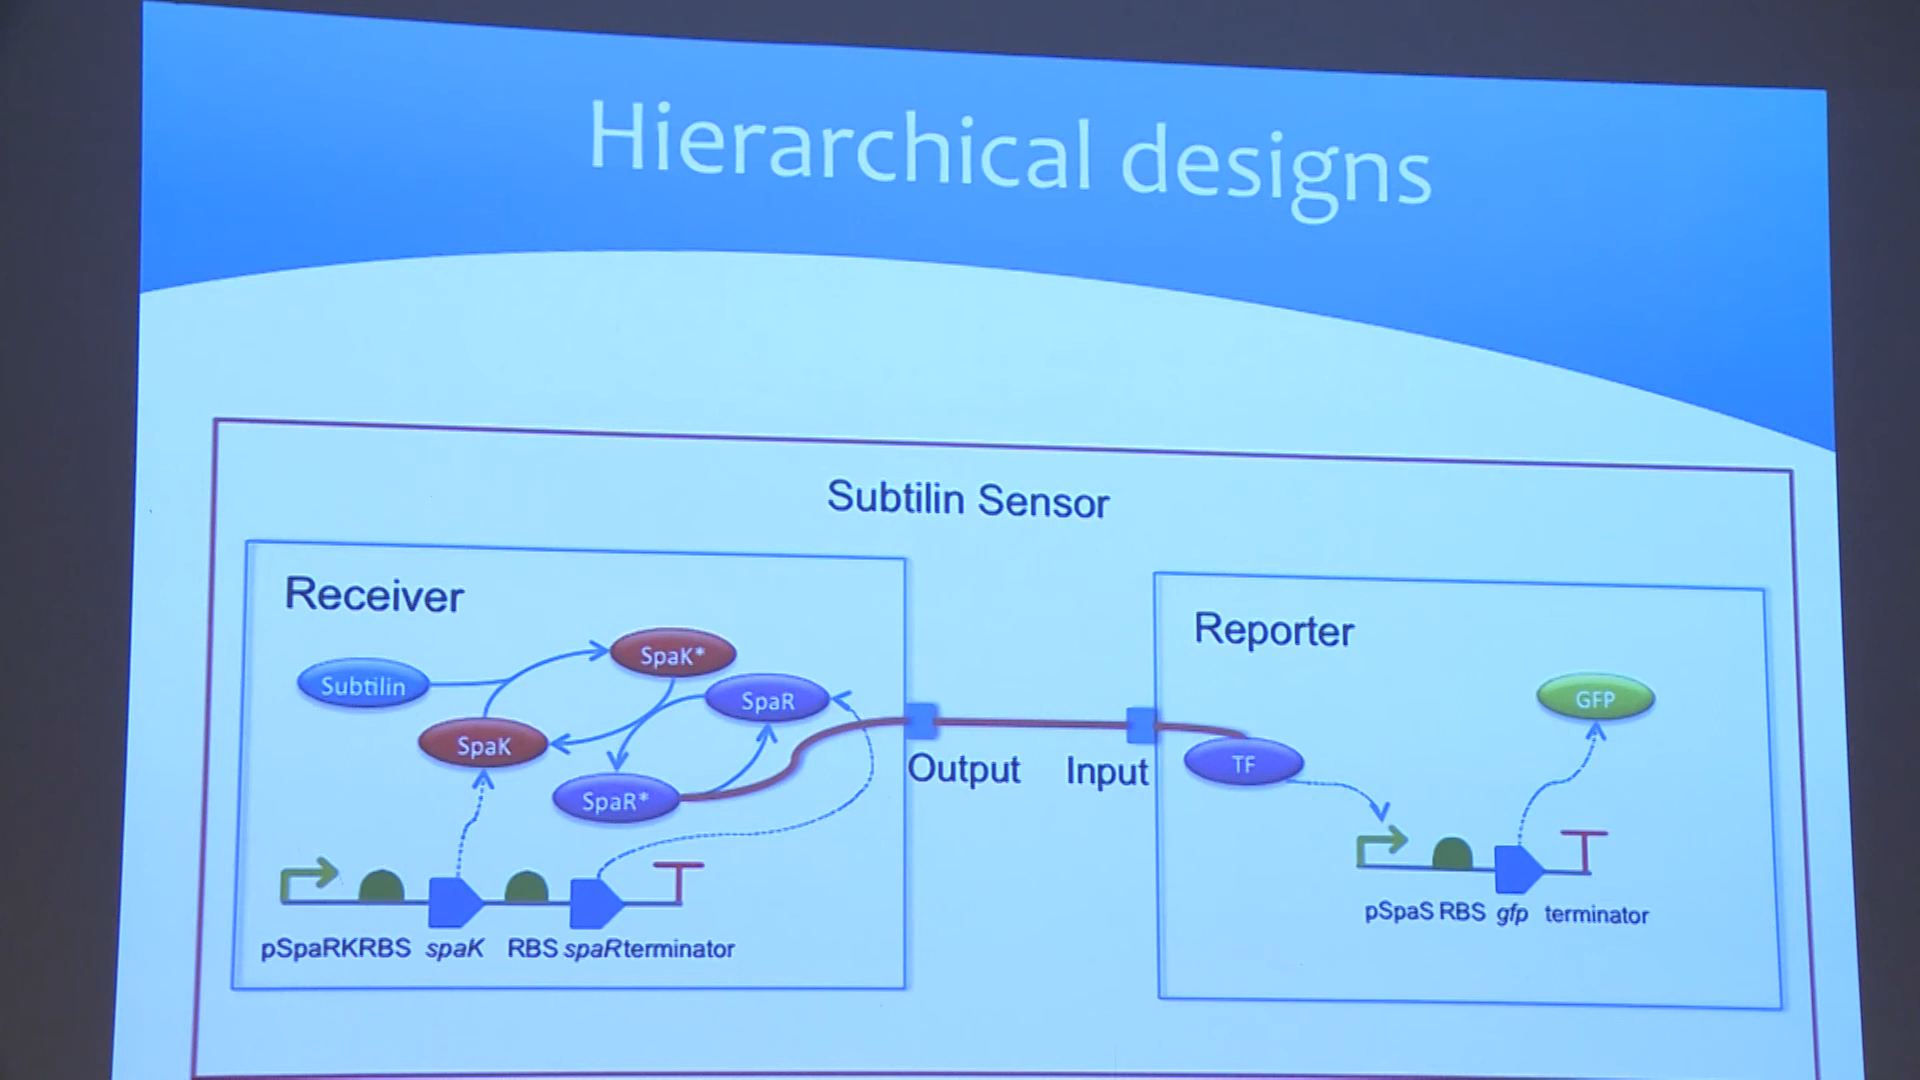 Hierarchical designs
Subtilin Sensor
Receiver
Subtilin
SpaK*
SpaR
SpaK
SpaR*
pSpaRKRBS spaK RBS spaRterminator
Output Input
Reporter
GFP
TF
pSpaS RBS gfp terminator